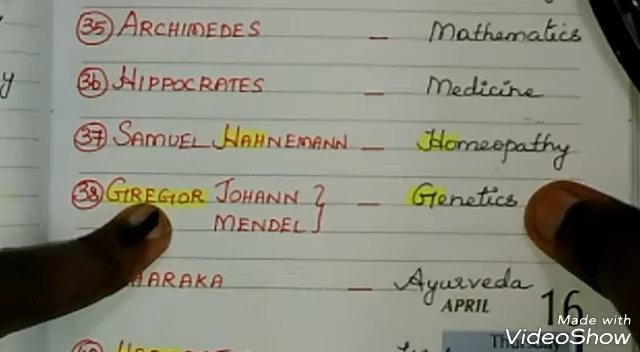 35 ARCHIMEDES – Mathematics
36 HIPPOCRATES – Medicine
37 SAMUEL HAHNEMANN – Homeopathy
38 GREGOR JOHANN MENDEL } – Genetics
– Ayurveda
APRIL 16
Made with
VideoShow